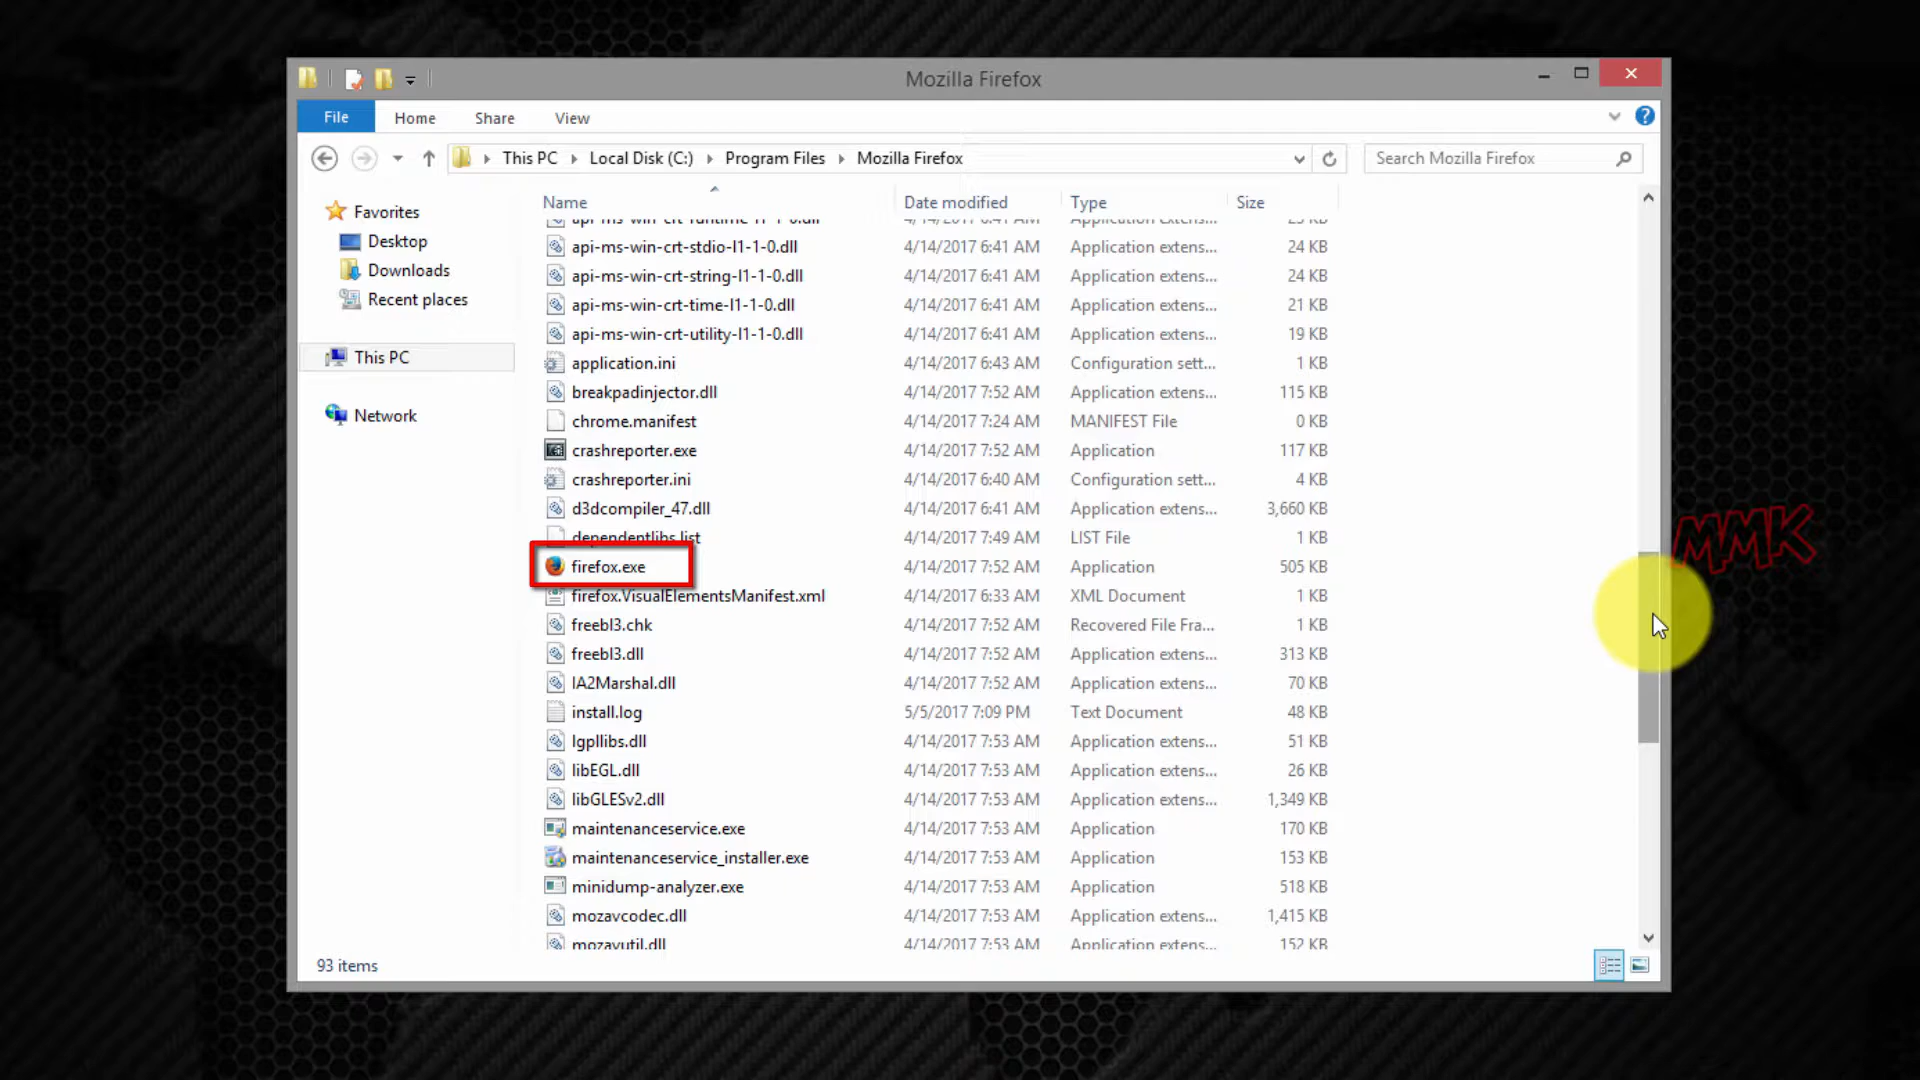 Mozilla Firefox
File Home Share View
This PC Local Disk (C:) Program Files Mozilla Firefox Search Mozilla Firefox
Name Date modified Type Size
Favorites
Desktop
Downloads
Recent places
This PC
Network
api-ms-win-crt-runtime-l1-1-0.dll 4/14/2017 6:41 AM Application extens... 23 KB
api-ms-win-crt-stdio-l1-1-0.dll 4/14/2017 6:41 AM Application extens... 24 KB
api-ms-win-crt-string-l1-1-0.dll 4/14/2017 6:41 AM Application extens... 24 KB
api-ms-win-crt-time-l1-1-0.dll 4/14/2017 6:41 AM Application extens... 21 KB
api-ms-win-crt-utility-l1-1-0.dll 4/14/2017 6:41 AM Application extens... 19 KB
application.ini 4/14/2017 6:43 AM Configuration sett... 1 KB
breakpadinjector.dll 4/14/2017 7:52 AM Application extens... 115 KB
chrome.manifest 4/14/2017 7:24 AM MANIFEST File 0 KB
crashreporter.exe 4/14/2017 7:52 AM Application 117 KB
crashreporter.ini 4/14/2017 6:40 AM Configuration sett... 4 KB
d3dcompiler_47.dll 4/14/2017 6:41 AM Application extens... 3,660 KB
dependentlibs.list 4/14/2017 7:49 AM LIST File 1 KB
firefox.exe 4/14/2017 7:52 AM Application 505 KB
firefox.VisualElementsManifest.xml 4/14/2017 6:33 AM XML Document 1 KB
freebl3.chk 4/14/2017 7:52 AM Recovered File Fra... 1 KB
freebl3.dll 4/14/2017 7:52 AM Application extens... 313 KB
IA2Marshal.dll 4/14/2017 7:52 AM Application extens... 70 KB
install.log 5/5/2017 7:09 PM Text Document 48 KB
lgpllibs.dll 4/14/2017 7:53 AM Application extens... 51 KB
libEGL.dll 4/14/2017 7:53 AM Application extens... 26 KB
libGLESv2.dll 4/14/2017 7:53 AM Application extens... 1,349 KB
maintenanceservice.exe 4/14/2017 7:53 AM Application 170 KB
maintenanceservice_installer.exe 4/14/2017 7:53 AM Application 153 KB
minidump-analyzer.exe 4/14/2017 7:53 AM Application 518 KB
mozavcodec.dll 4/14/2017 7:53 AM Application extens... 1,415 KB
mozavutil.dll 4/14/2017 7:53 AM Application extens... 152 KB
93 items
MMK